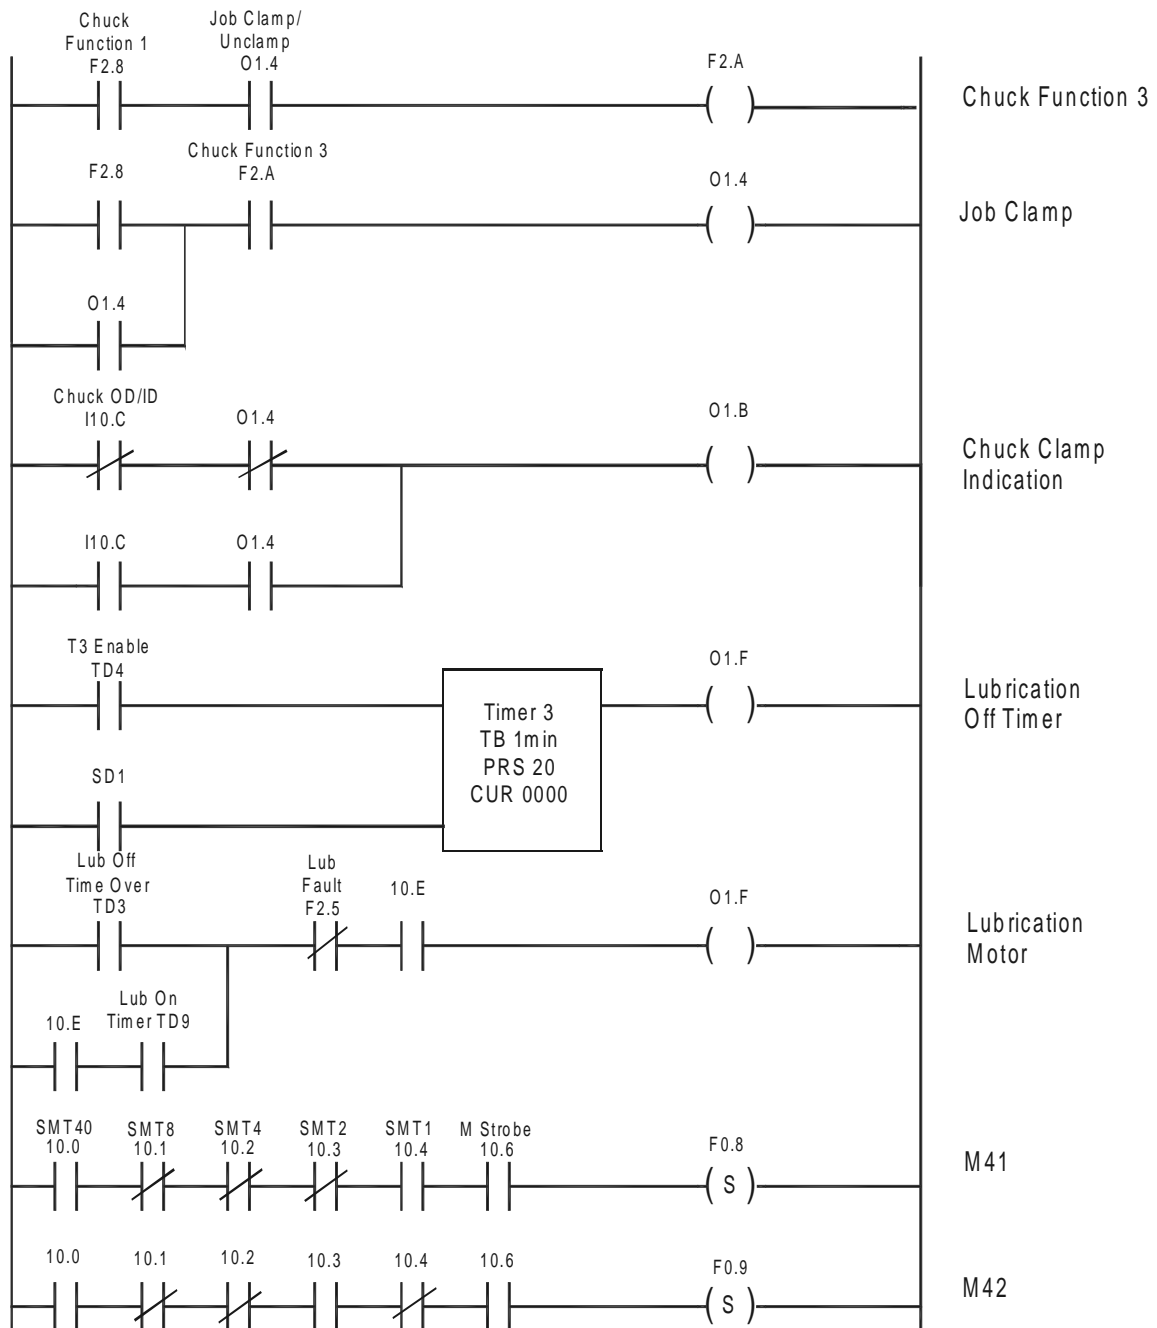 Chuck
Function 1
F2.8
Job Clamp/
Unclamp
O1.4
F2.A
Chuck Function 3
F2.8
Chuck Function 3
F2.A
O1.4
Job Clamp
O1.4
Chuck OD/ID
I10.C
O1.4
O1.B
Chuck Clamp
Indication
I10.C
O1.4
T3 Enable
TD4
Timer 3
TB 1min
PRS 20
CUR 0000
O1.F
Lubrication
Off Timer
SD1
Lub Off
Time Over
TD3
Lub
Fault
F2.5
10.E
O1.F
Lubrication
Motor
10.E
Lub On
Timer TD9
SMT40
10.0
SMT8
10.1
SMT4
10.2
SMT2
10.3
SMT1
10.4
M Strobe
10.6
F0.8
S
M41
10.0
10.1
10.2
10.3
10.4
10.6
F0.9
S
M42